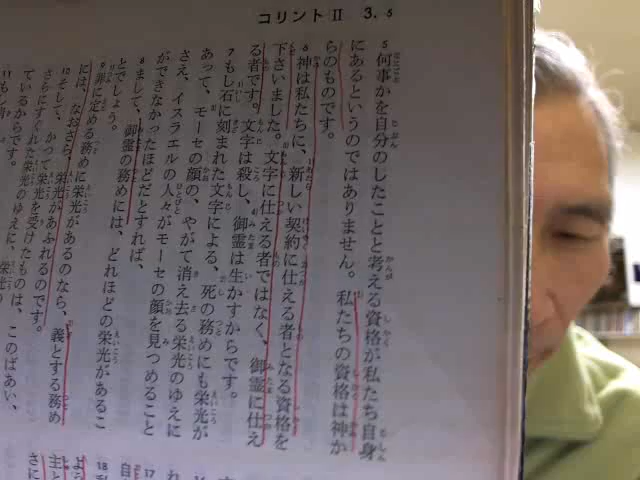 コリントⅡ 3. 5
5 何事かを自分のしたことと考える資格が私たち自身
にあるというのではありません。私たちの資格は神か
らのものです。
6 神は私たちに、新しい契約に仕える者となる資格を
下さいました。文字に仕える者ではなく、御霊に仕え
る者です。文字は殺し、御霊は生かすからです。
7 もし石に刻まれた文字による、死の務めにも栄光が
あって、モーセの顔の、やがて消え去る栄光のゆえに
さえ、イスラエルの人々がモーセの顔を見つめること
ができなかったほどだとすれば、
8 まして、御霊の務めには、どれほどの栄光があるこ
とでしょう。
9 罪に定める務めに栄光があるのなら、義とする務め
には、なおさら、栄光があふれるのです。
10 そして、かつて栄光を受けたものは、このばあい、
さらにすぐれた栄光のゆえに、
ているからです。
11 もし
栄光の
17
18